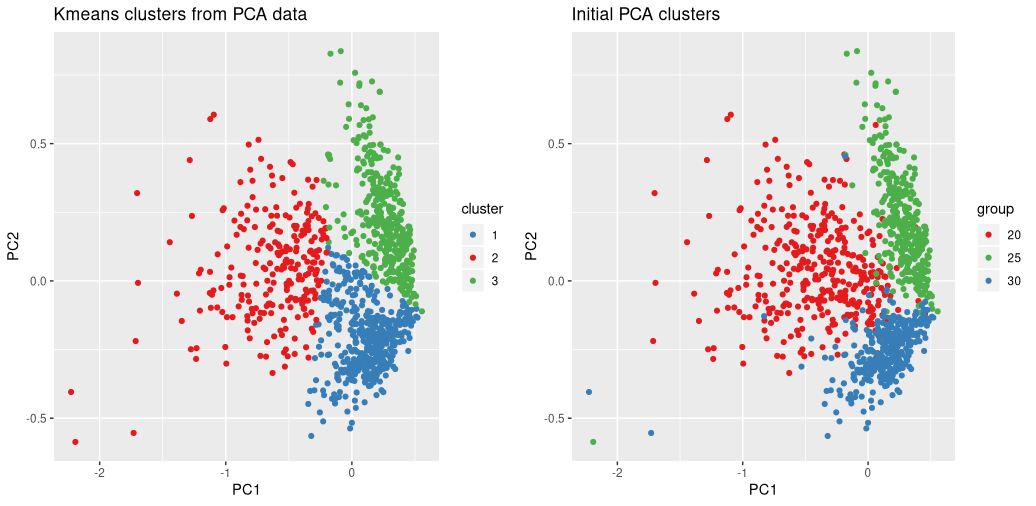 Kmeans clusters from PCA data
0.5
0.0
-0.5
-2
-1
0
PC1
PC2
cluster
1
2
3
Initial PCA clusters
0.5
0.0
-0.5
-2
-1
0
PC1
PC2
group
20
25
30